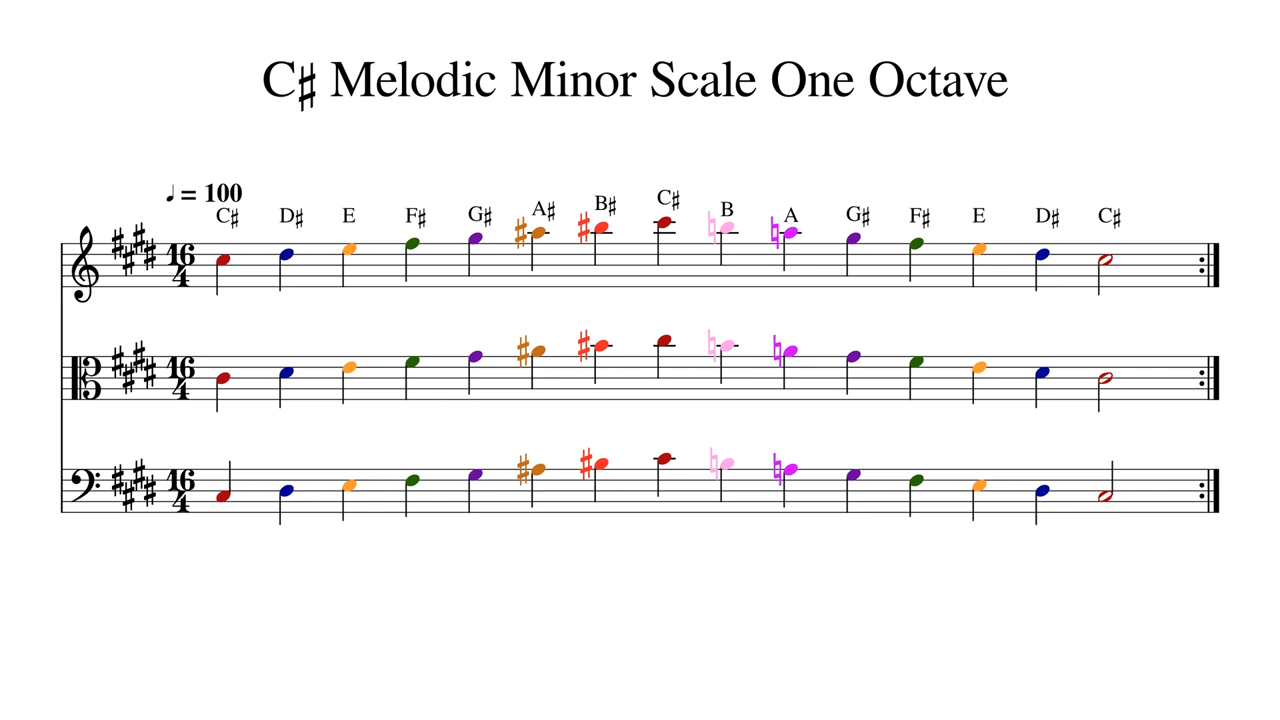 C♯ Melodic Minor Scale One Octave
♩ = 100
C♯ D♯ E F♯ G♯ A♯ B♯ C♯ B A G♯ F♯ E D♯ C♯
16
4
16
4
16
4